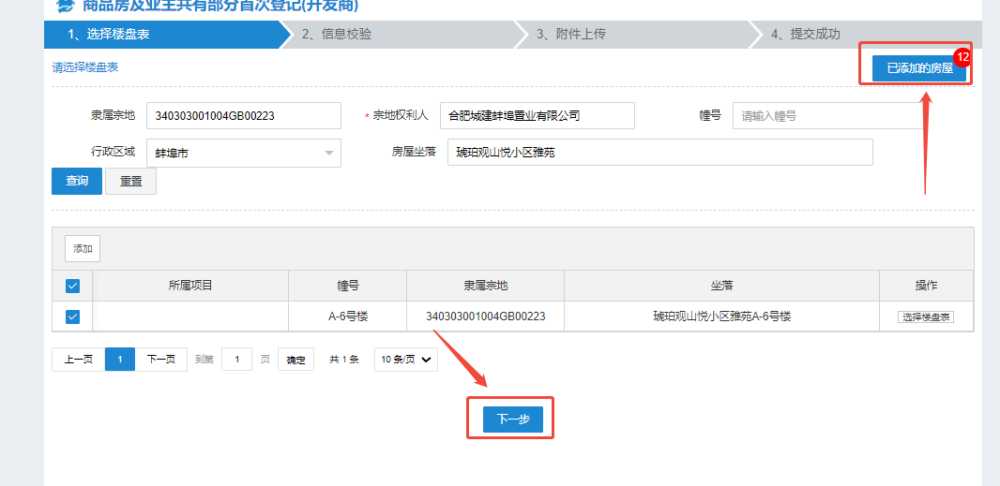 商品房及业主共有部分首次登记(开发商)
1、选择楼盘表 2、信息校验 3、附件上传 4、提交成功
请选择楼盘表 已添加的房屋 12
隶属宗地 340303001004GB00223 * 宗地权利人 合肥城建蚌埠置业有限公司 幢号 请输入幢号
行政区域 蚌埠市 房屋坐落 琥珀观山悦小区雅苑
查询 重置
添加
所属项目 幢号 隶属宗地 坐落 操作
A-6号楼 340303001004GB00223 琥珀观山悦小区雅苑A-6号楼 选择楼盘表
上一页 1 下一页 到第 1 页 确定 共 1 条 10 条/页
下一步